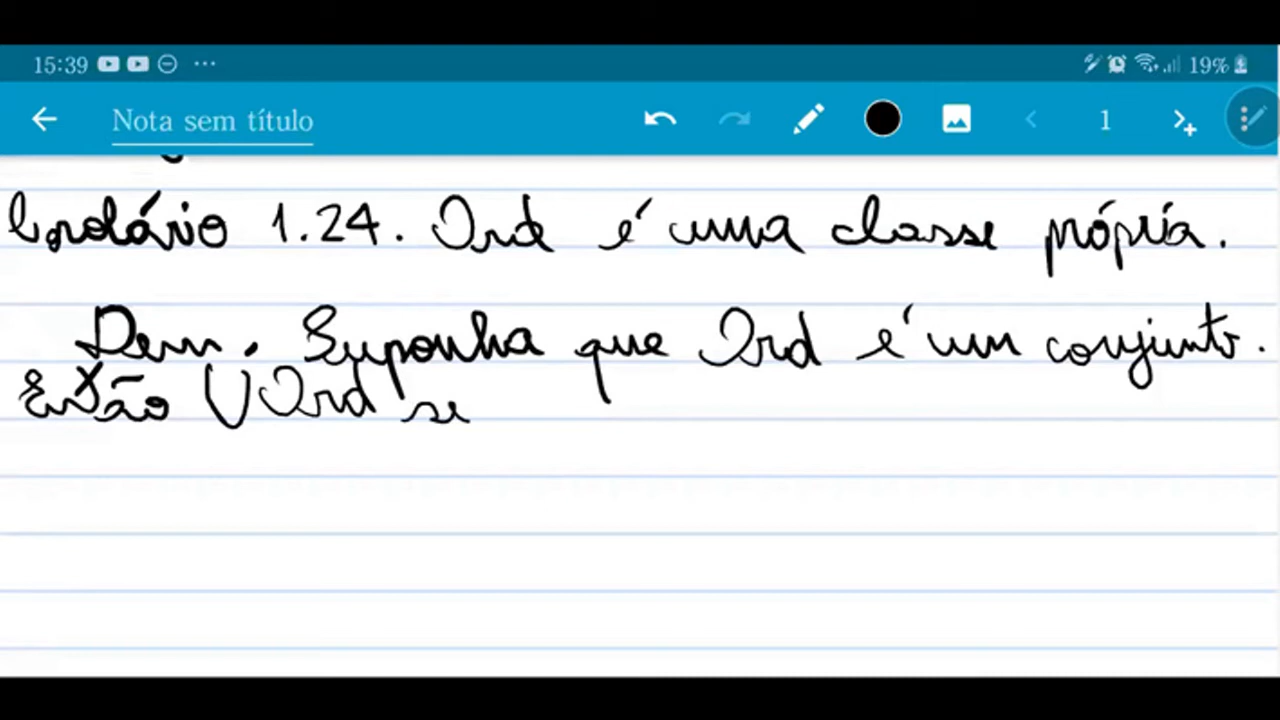 15:39 ... 19%
Nota sem título 1
Corolário 1.24. Ord é uma classe própria.
Dem. Suponha que Ord é um conjunto.
Então ⋃Ord se